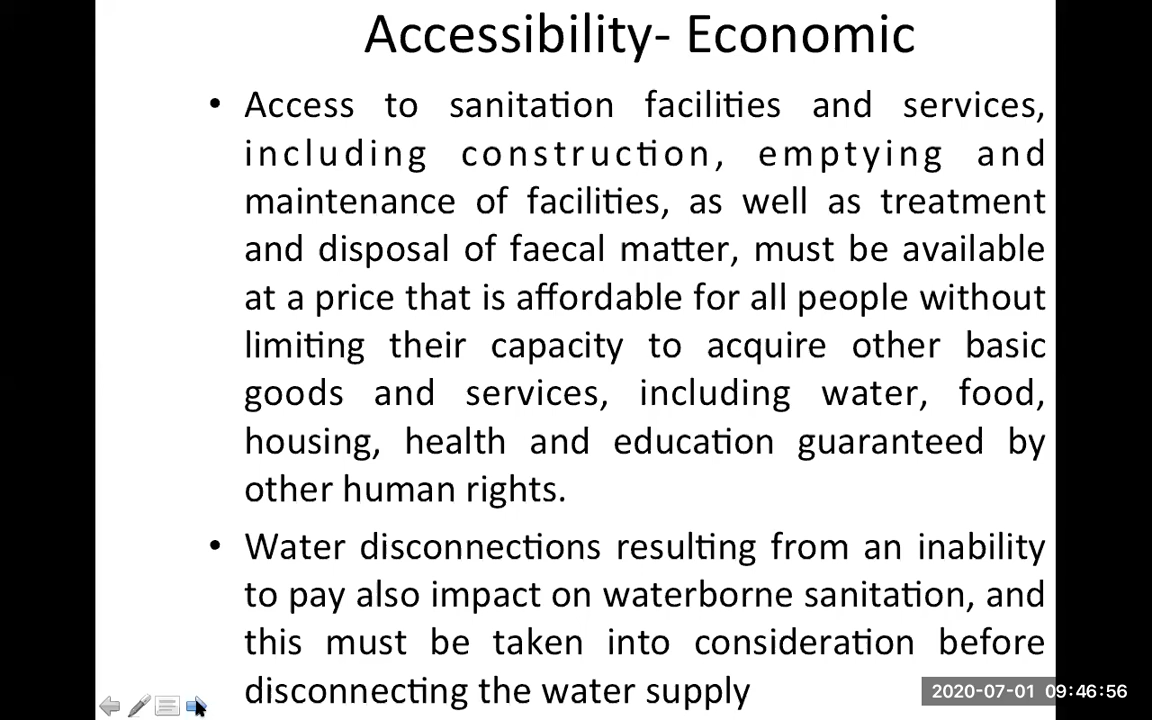 Accessibility- Economic
• Access to sanitation facilities and services,
including construction, emptying and
maintenance of facilities, as well as treatment
and disposal of faecal matter, must be available
at a price that is affordable for all people without
limiting their capacity to acquire other basic
goods and services, including water, food,
housing, health and education guaranteed by
other human rights.
• Water disconnections resulting from an inability
to pay also impact on waterborne sanitation, and
this must be taken into consideration before
disconnecting the water supply
2020-07-01 09:46:56